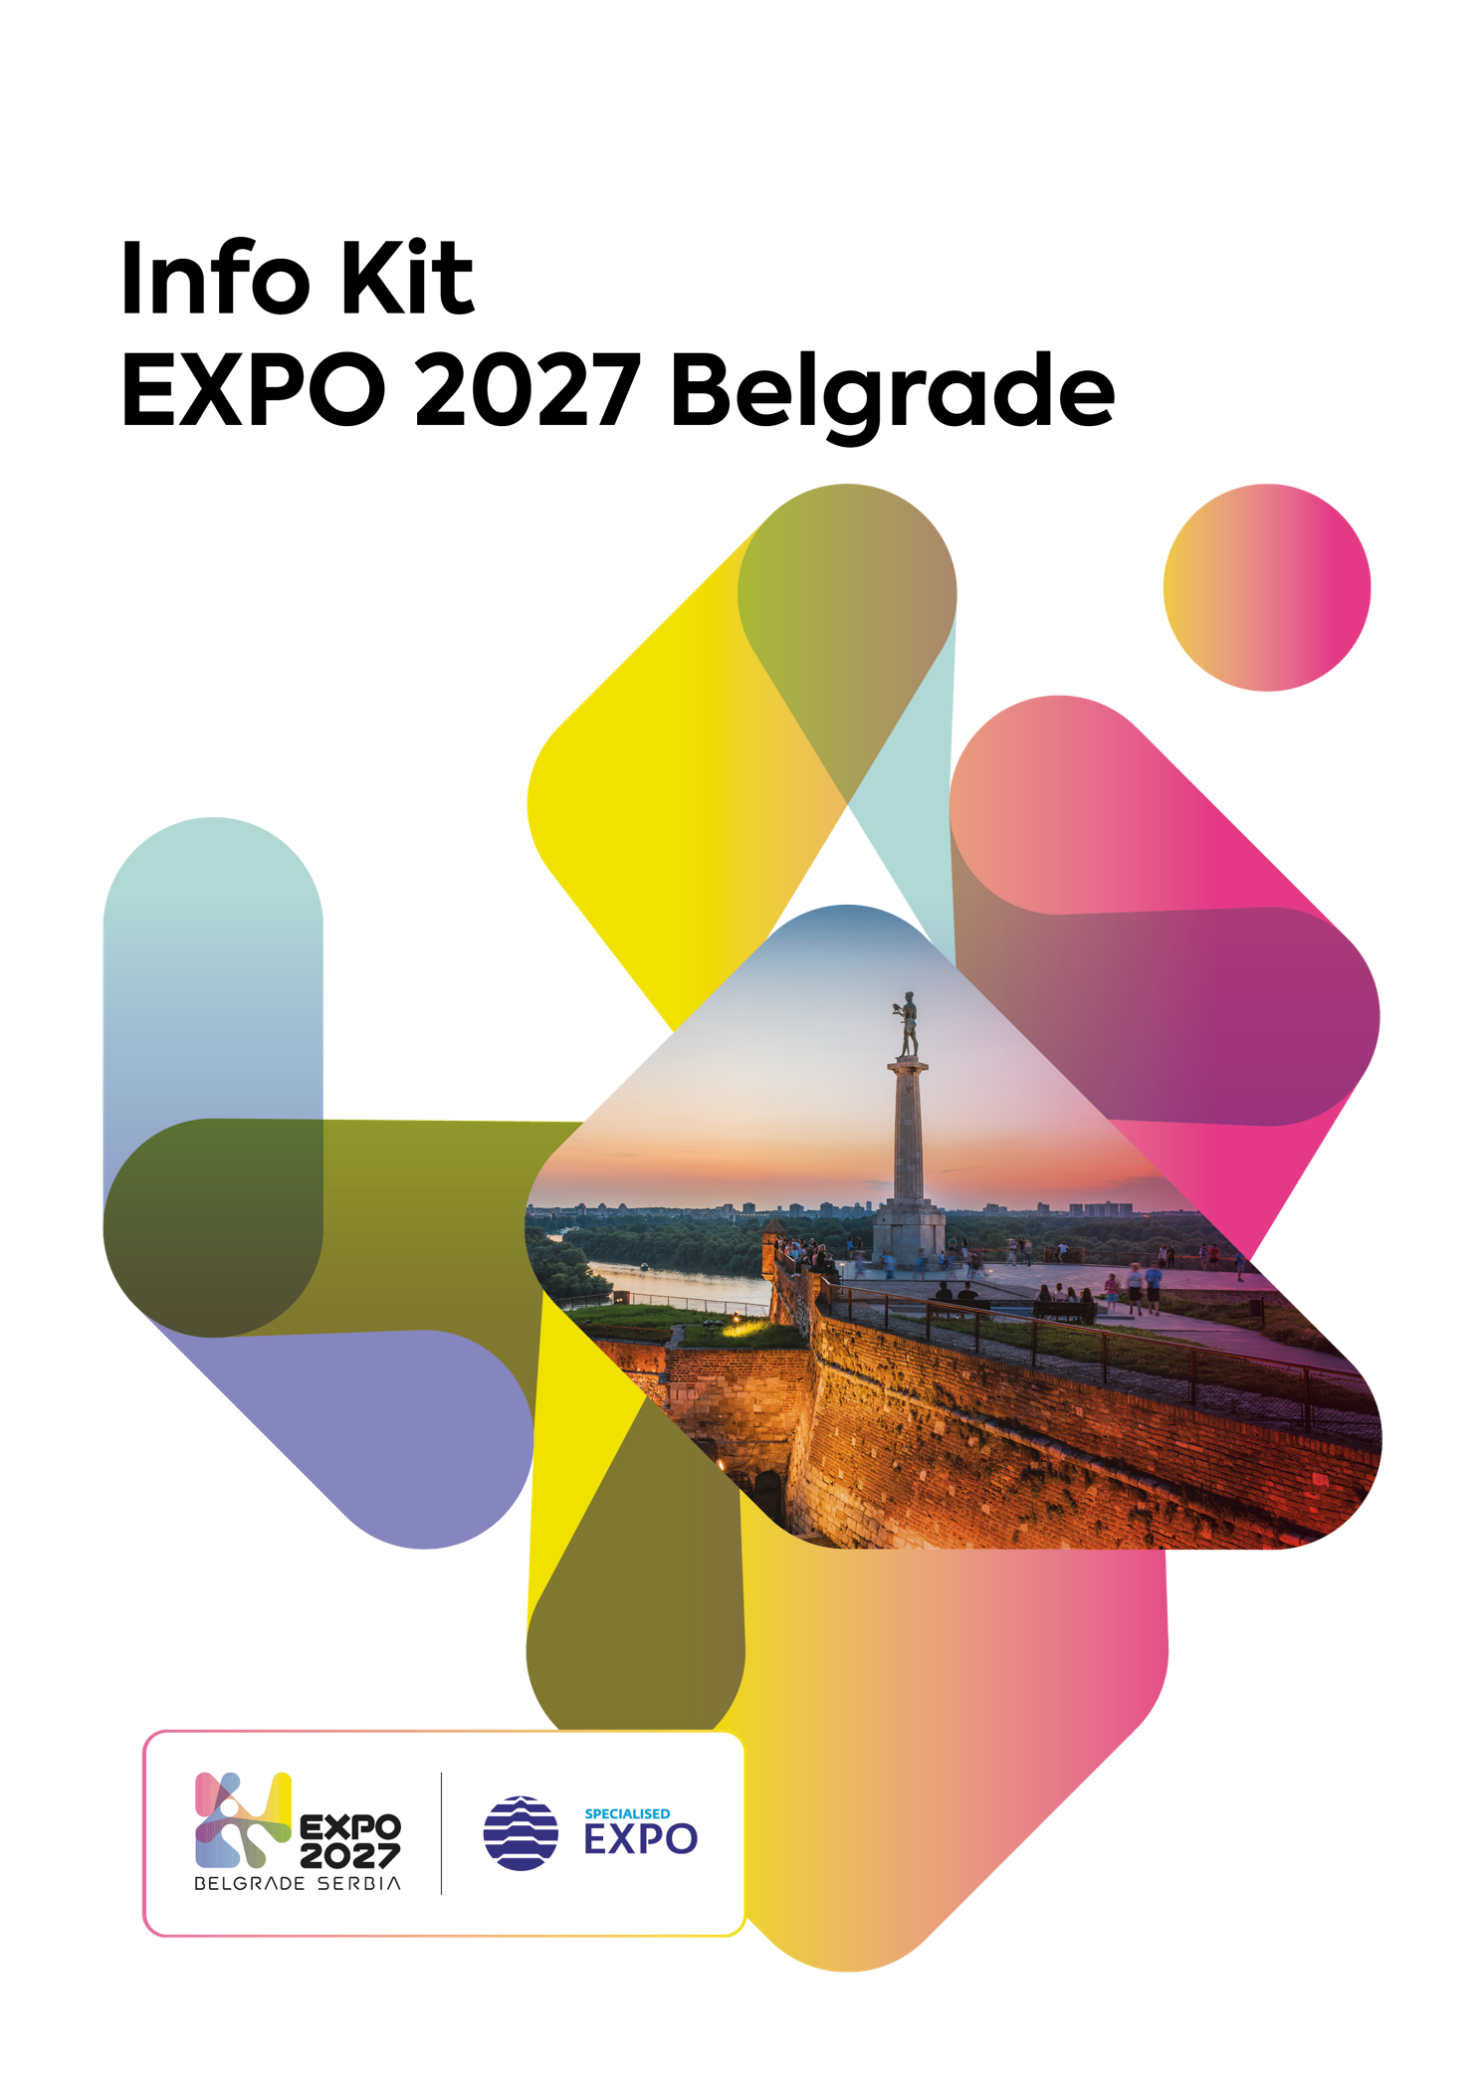 Info Kit
EXPO 2027 Belgrade
EXPO
2027
BELGRADE SERBIA
SPECIALISED
EXPO